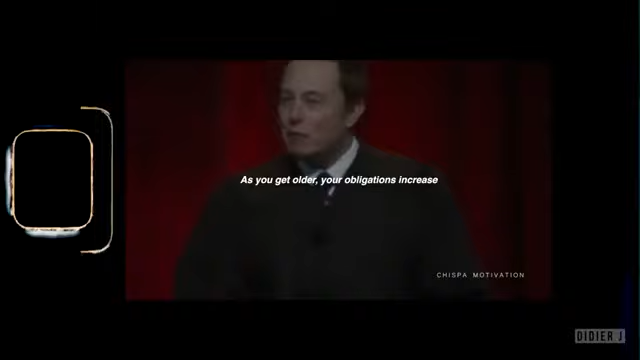 As you get older, your obligations increase
CHISPA MOTIVATION
DIDIER J